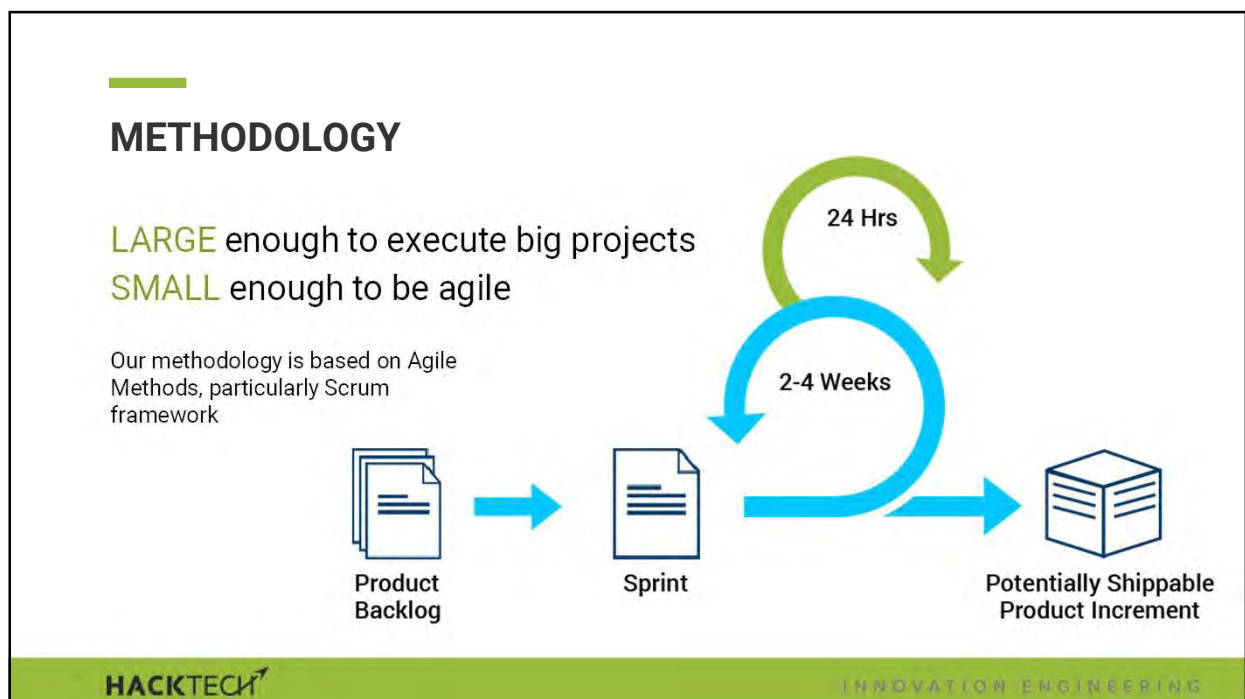 METHODOLOGY
LARGE enough to execute big projects
SMALL enough to be agile
Our methodology is based on Agile
Methods, particularly Scrum
framework
24 Hrs
2-4 Weeks
Product
Backlog
Sprint
Potentially Shippable
Product Increment
HACKTECH
INNOVATION ENGINEERING